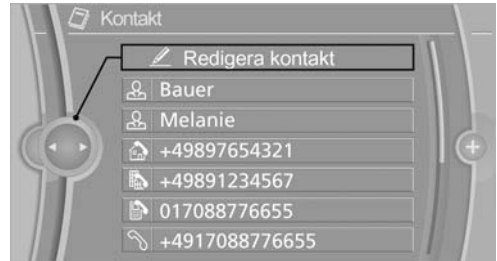 Kontakt
Redigera kontakt
Bauer
Melanie
+49897654321
+49891234567
017088776655
+4917088776655